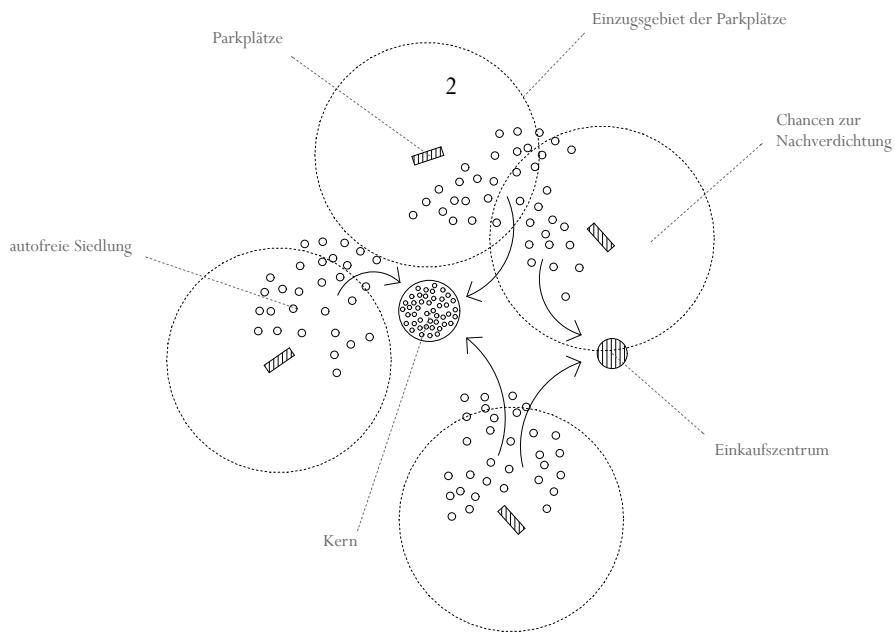 Einzugsgebiet der Parkplätze
Parkplätze
2
Chancen zur
Nachverdichtung
autofreie Siedlung
Einkaufszentrum
Kern